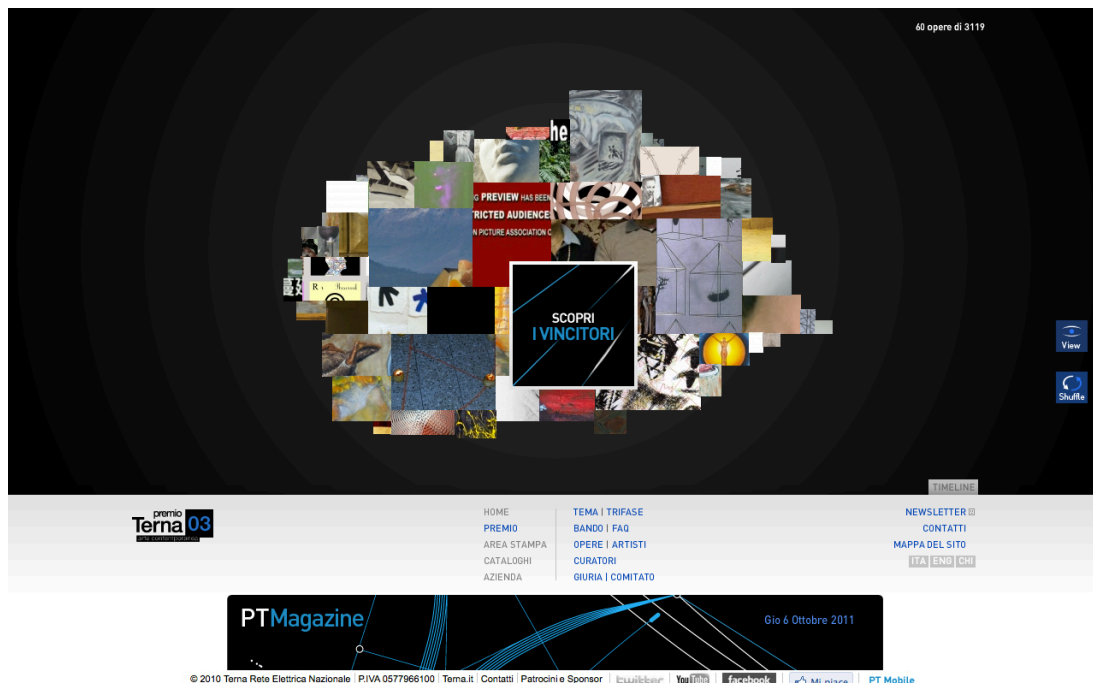 60 opere di 3119
he
G PREVIEW HAS BEEN
TRICTED AUDIENCES
N PICTURE ASSOCIATION O
SCOPRI
I VINCITORI
View
Shuffle
TIMELINE
premio
Terna 03
arte contemporanea
HOME
PREMIO
AREA STAMPA
CATALOGHI
AZIENDA
TEMA | TRIFASE
BANDO | FAQ
OPERE | ARTISTI
CURATORI
GIURIA | COMITATO
NEWSLETTER
CONTATTI
MAPPA DEL SITO
ITA ENG CHI
PTMagazine
Gio 6 Ottobre 2011
© 2010 Terna Rete Elettrica Nazionale | P.IVA 0577966100 | Terna.it | Contatti | Patrocini e Sponsor | twitter | YouTube | facebook | Mi piace | PT Mobile